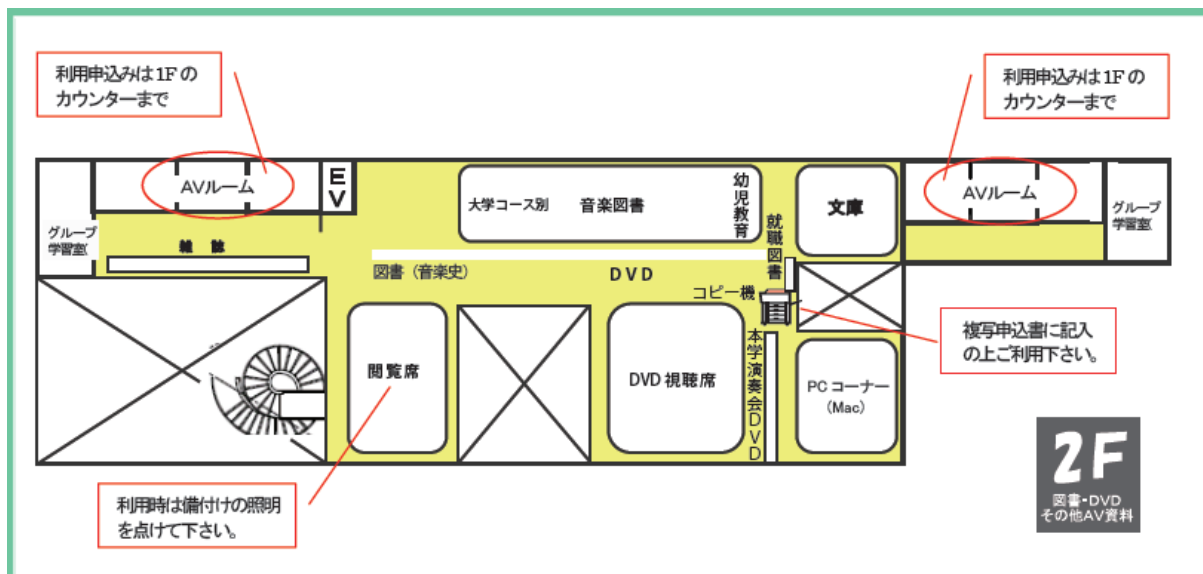 利用申込みは1Fの
カウンターまで
利用申込みは1Fの
カウンターまで
AVルーム
EV
大学コース別
音楽図書
幼児教育
文庫
AVルーム
グループ
学習室
グループ
学習室
雑誌
就職図書
図書（音楽史）
DVD
コピー機
複写申込書に記入
の上ご利用下さい。
閲覧席
DVD 視聴席
本学演奏会DVD
PCコーナー
（Mac）
利用時は備付けの照明
を点けて下さい。
2F
図書・DVD
その他AV資料